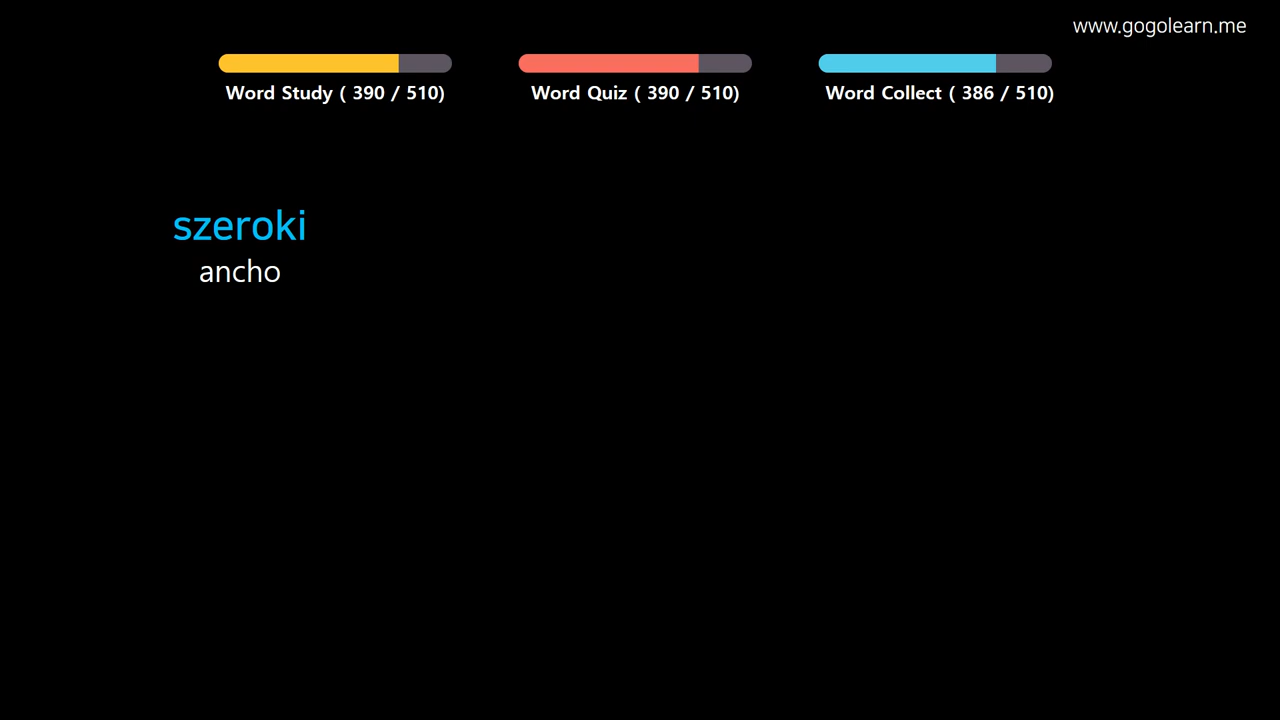 www.gogolearn.me
Word Study ( 390 / 510)
Word Quiz ( 390 / 510)
Word Collect ( 386 / 510)
szeroki
ancho